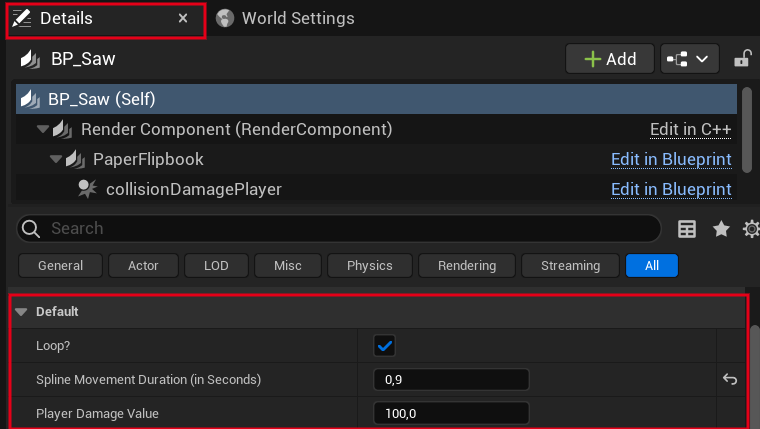 Details × World Settings
BP_Saw Add
BP_Saw (Self)
Render Component (RenderComponent) Edit in C++
PaperFlipbook Edit in Blueprint
collisionDamagePlayer Edit in Blueprint
Search
General Actor LOD Misc Physics Rendering Streaming All
Default
Loop?
Spline Movement Duration (in Seconds) 0,9
Player Damage Value 100,0